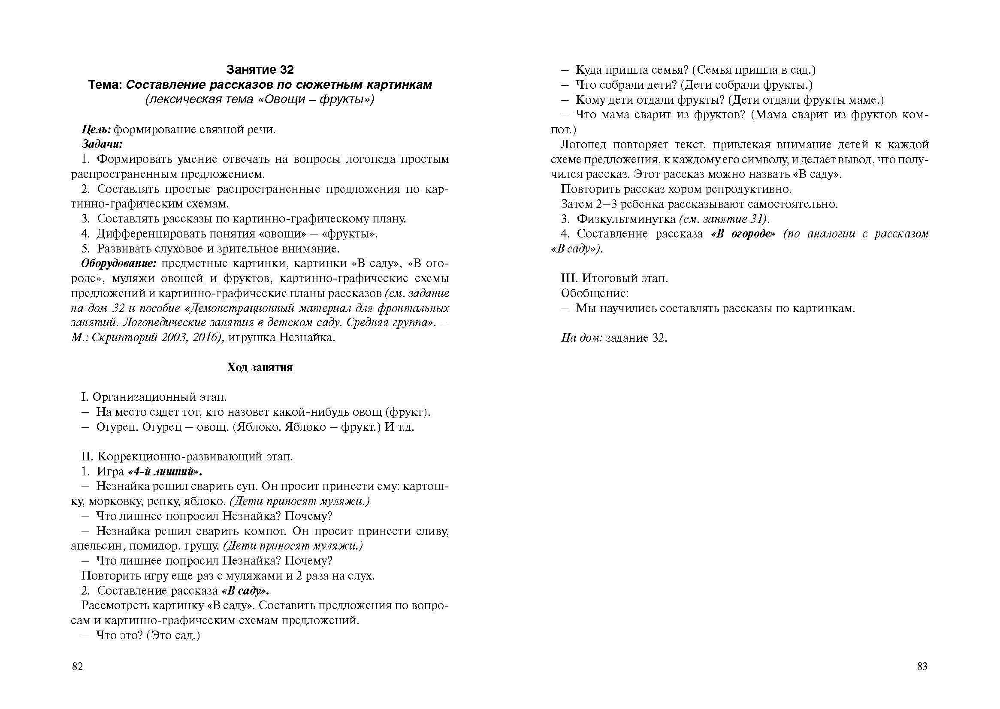 Занятие 32
Тема: Составление рассказов по сюжетным картинкам
(лексическая тема «Овощи – фрукты»)
Цель: формирование связной речи.
Задачи:
1. Формировать умение отвечать на вопросы логопеда простым
распространенным предложением.
2. Составлять простые распространенные предложения по кар-
тинно-графическим схемам.
3. Составлять рассказы по картинно-графическому плану.
4. Дифференцировать понятия «овощи» – «фрукты».
5. Развивать слуховое и зрительное внимание.
Оборудование: предметные картинки, картинки «В саду», «В ого-
роде», муляжи овощей и фруктов, картинно-графические схемы
предложений и картинно-графические планы рассказов (см. задание
на дом 32 и пособие «Демонстрационный материал для фронтальных
занятий. Логопедические занятия в детском саду. Средняя группа». –
М.: Скрипторий 2003, 2016), игрушка Незнайка.
Ход занятия
I. Организационный этап.
– На место сядет тот, кто назовет какой-нибудь овощ (фрукт).
– Огурец. Огурец – овощ. (Яблоко. Яблоко – фрукт.) И т.д.
II. Коррекционно-развивающий этап.
1. Игра «4-й лишний».
– Незнайка решил сварить суп. Он просит принести ему: картош-
ку, морковку, репку, яблоко. (Дети приносят муляжи.)
– Что лишнее попросил Незнайка? Почему?
– Незнайка решил сварить компот. Он просит принести сливу,
апельсин, помидор, грушу. (Дети приносят муляжи.)
– Что лишнее попросил Незнайка? Почему?
Повторить игру еще раз с муляжами и 2 раза на слух.
2. Составление рассказа «В саду».
Рассмотреть картинку «В саду». Составить предложения по вопро-
сам и картинно-графическим схемам предложений.
– Что это? (Это сад.)
82
– Куда пришла семья? (Семья пришла в сад.)
– Что собрали дети? (Дети собрали фрукты.)
– Кому дети отдали фрукты? (Дети отдали фрукты маме.)
– Что мама сварит из фруктов? (Мама сварит из фруктов ком-
пот.)
Логопед повторяет текст, привлекая внимание детей к каждой
схеме предложения, к каждому его символу, и делает вывод, что полу-
чился рассказ. Этот рассказ можно назвать «В саду».
Повторить рассказ хором репродуктивно.
Затем 2–3 ребенка рассказывают самостоятельно.
3. Физкультминутка (см. занятие 31).
4. Составление рассказа «В огороде» (по аналогии с рассказом
«В саду»).
III. Итоговый этап.
Обобщение:
– Мы научились составлять рассказы по картинкам.
На дом: задание 32.
83